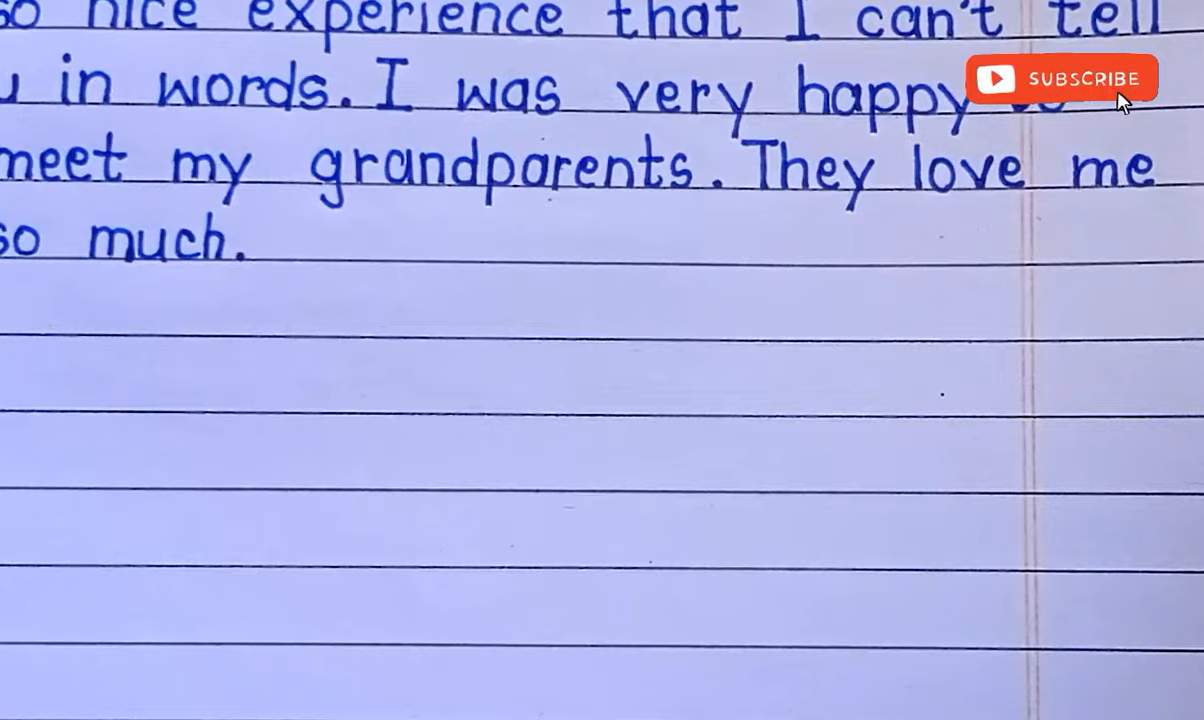 so nice experience that I can't tell
in words. I was very happy
SUBSCRIBE
meet my grandparents. They love me
so much.